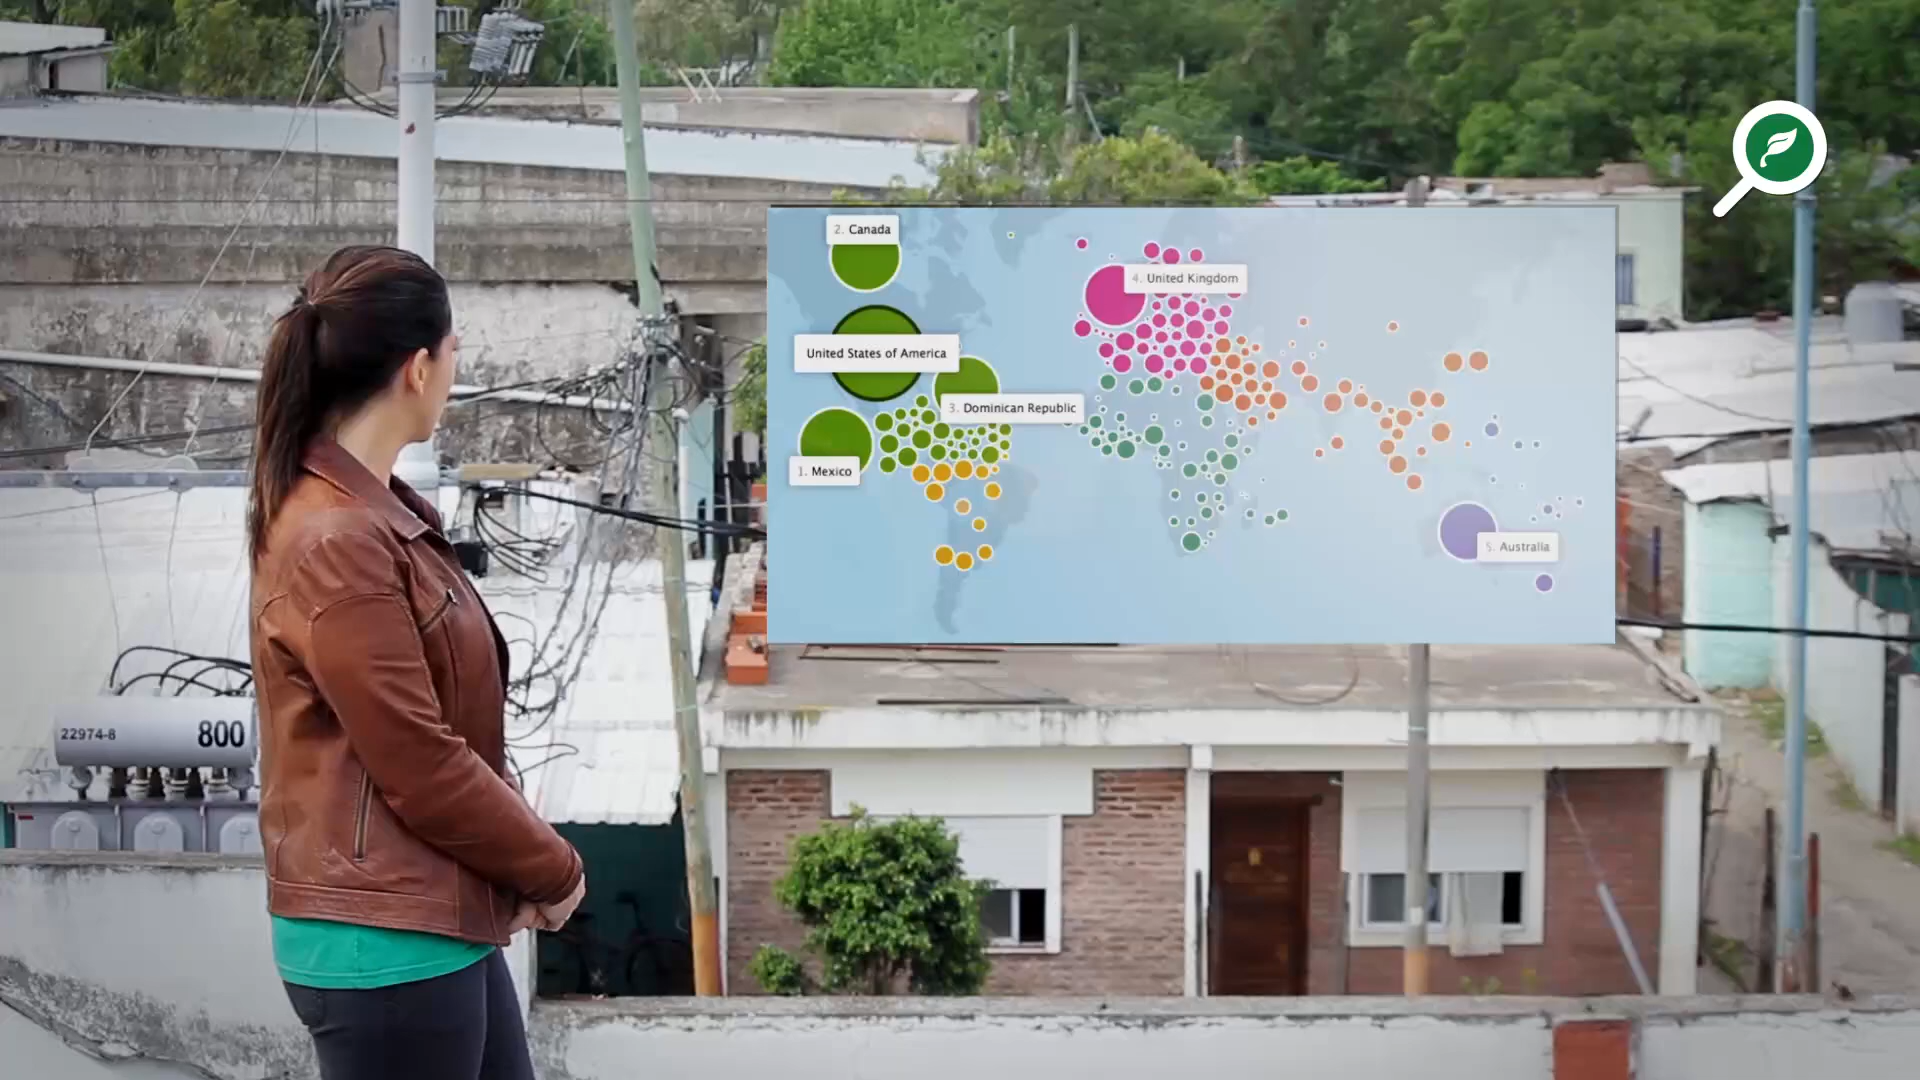 2. Canada
4. United Kingdom
United States of America
3. Dominican Republic
1. Mexico
5. Australia
22974-8
800